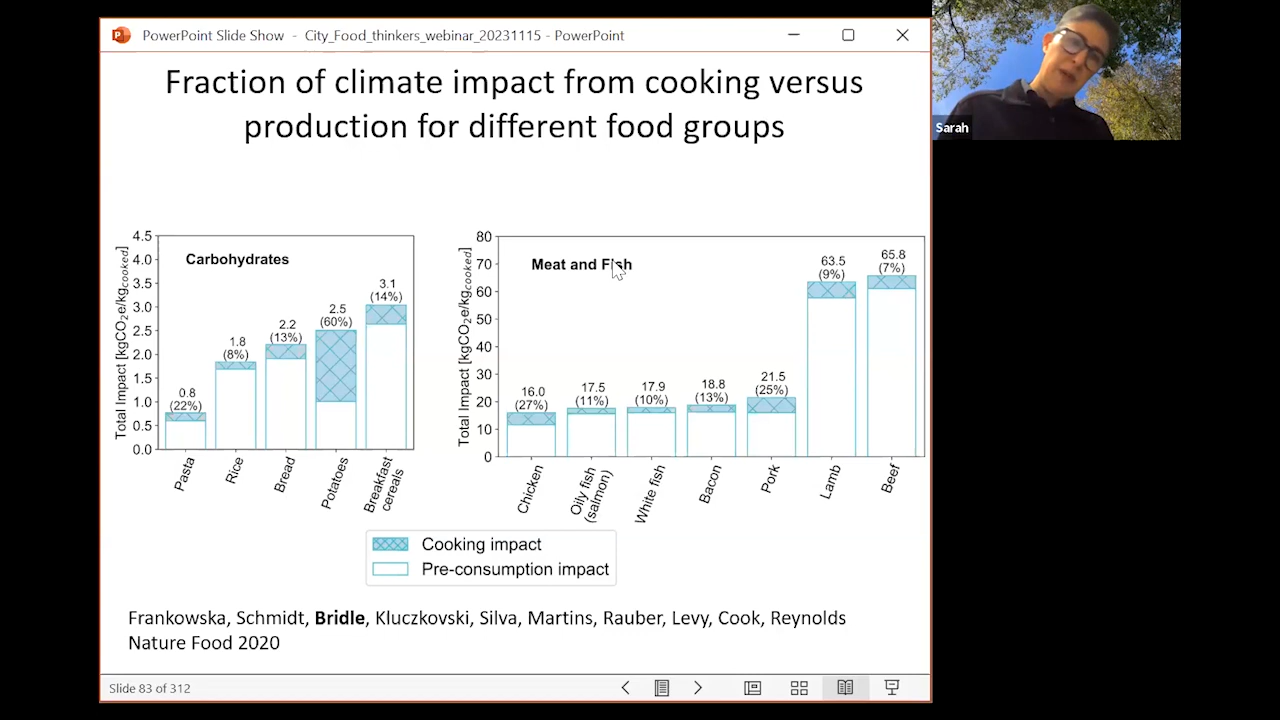 PowerPoint Slide Show - City_Food_thinkers_webinar_20231115 - PowerPoint
Sarah
Fraction of climate impact from cooking versus
production for different food groups
Total Impact [kgCO2e/kgcooked]
4.5
4.0
3.5
3.0
2.5
2.0
1.5
1.0
0.5
0.0
Carbohydrates
0.8
(22%)
1.8
(8%)
2.2
(13%)
2.5
(60%)
3.1
(14%)
Pasta
Rice
Bread
Potatoes
Breakfast
cereals
Total Impact [kgCO2e/kgcooked]
80
70
60
50
40
30
20
10
0
Meat and Fish
16.0
(27%)
17.5
(11%)
17.9
(10%)
18.8
(13%)
21.5
(25%)
63.5
(9%)
65.8
(7%)
Chicken
Oily fish
(salmon)
White fish
Bacon
Pork
Lamb
Beef
Cooking impact
Pre-consumption impact
Frankowska, Schmidt, Bridle, Kluczkovski, Silva, Martins, Rauber, Levy, Cook, Reynolds
Nature Food 2020
Slide 83 of 312